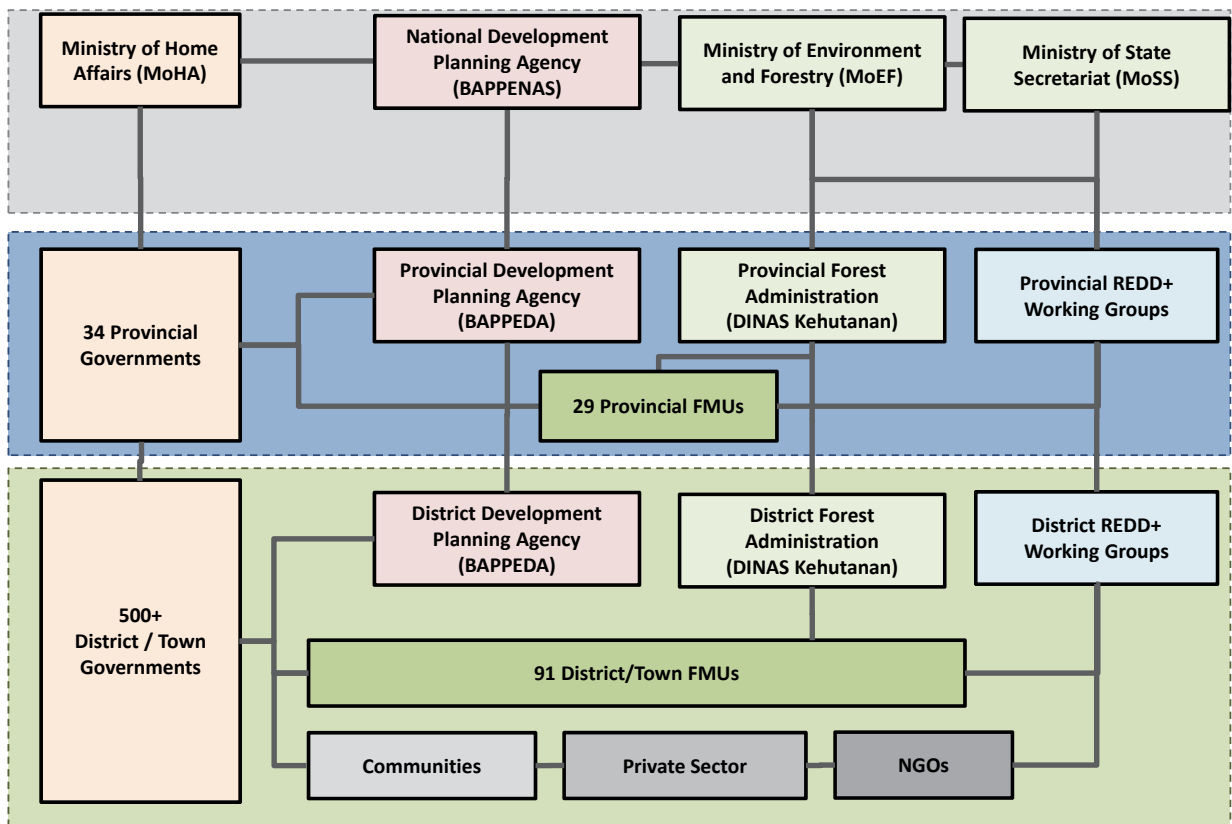 Ministry of Home
Affairs (MoHA)
National Development
Planning Agency
(BAPPENAS)
Ministry of Environment
and Forestry (MoEF)
Ministry of State
Secretariat (MoSS)
34 Provincial
Governments
Provincial Development
Planning Agency
(BAPPEDA)
Provincial Forest
Administration
(DINAS Kehutanan)
Provincial REDD+
Working Groups
29 Provincial FMUs
500+
District / Town
Governments
District Development
Planning Agency
(BAPPEDA)
District Forest
Administration
(DINAS Kehutanan)
District REDD+
Working Groups
91 District/Town FMUs
Communities
Private Sector
NGOs